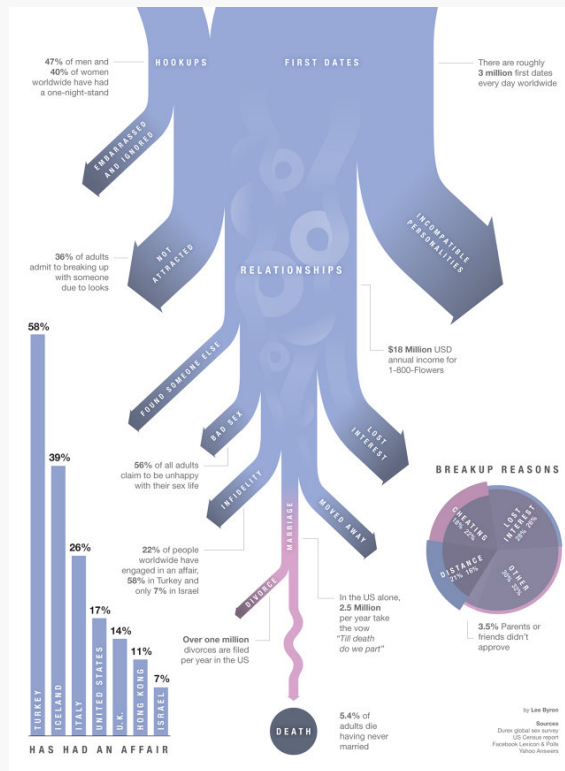 HOOKUPS
FIRST DATES
47% of men and
40% of women
worldwide have had
a one-night-stand
There are roughly
3 million first dates
every day worldwide
EMBARRASSED
AND IGNORED
NOT
ATTRACTED
INCOMPATIBLE
PERSONALITIES
36% of adults
admit to breaking up
with someone
due to looks
RELATIONSHIPS
$18 Million USD
annual income for
1-800-Flowers
FOUND SOMEONE ELSE
BAD SEX
LOST
INTEREST
56% of all adults
claim to be unhappy
with their sex life
INFIDELITY
MARRIAGE
MOVED AWAY
22% of people
worldwide have
engaged in an affair,
58% in Turkey and
only 7% in Israel
DIVORCE
In the US alone,
2.5 Million
per year take
the vow
"Till death
do we part"
Over one million
divorces are filed
per year in the US
DEATH
5.4% of
adults die
having never
married
58%
39%
26%
17%
14%
11%
7%
TURKEY
ICELAND
ITALY
UNITED STATES
U.K.
HONG KONG
ISRAEL
HAS HAD AN AFFAIR
BREAKUP REASONS
CHEATING
18% 22%
LOST
INTEREST
28% 26%
DISTANCE
21% 16%
OTHER
30% 32%
3.5% Parents or
friends didn't
approve
by Lee Byron
Sources
Durex global sex survey
US Census report
Facebook Lexicon & Polls
Yahoo Answers